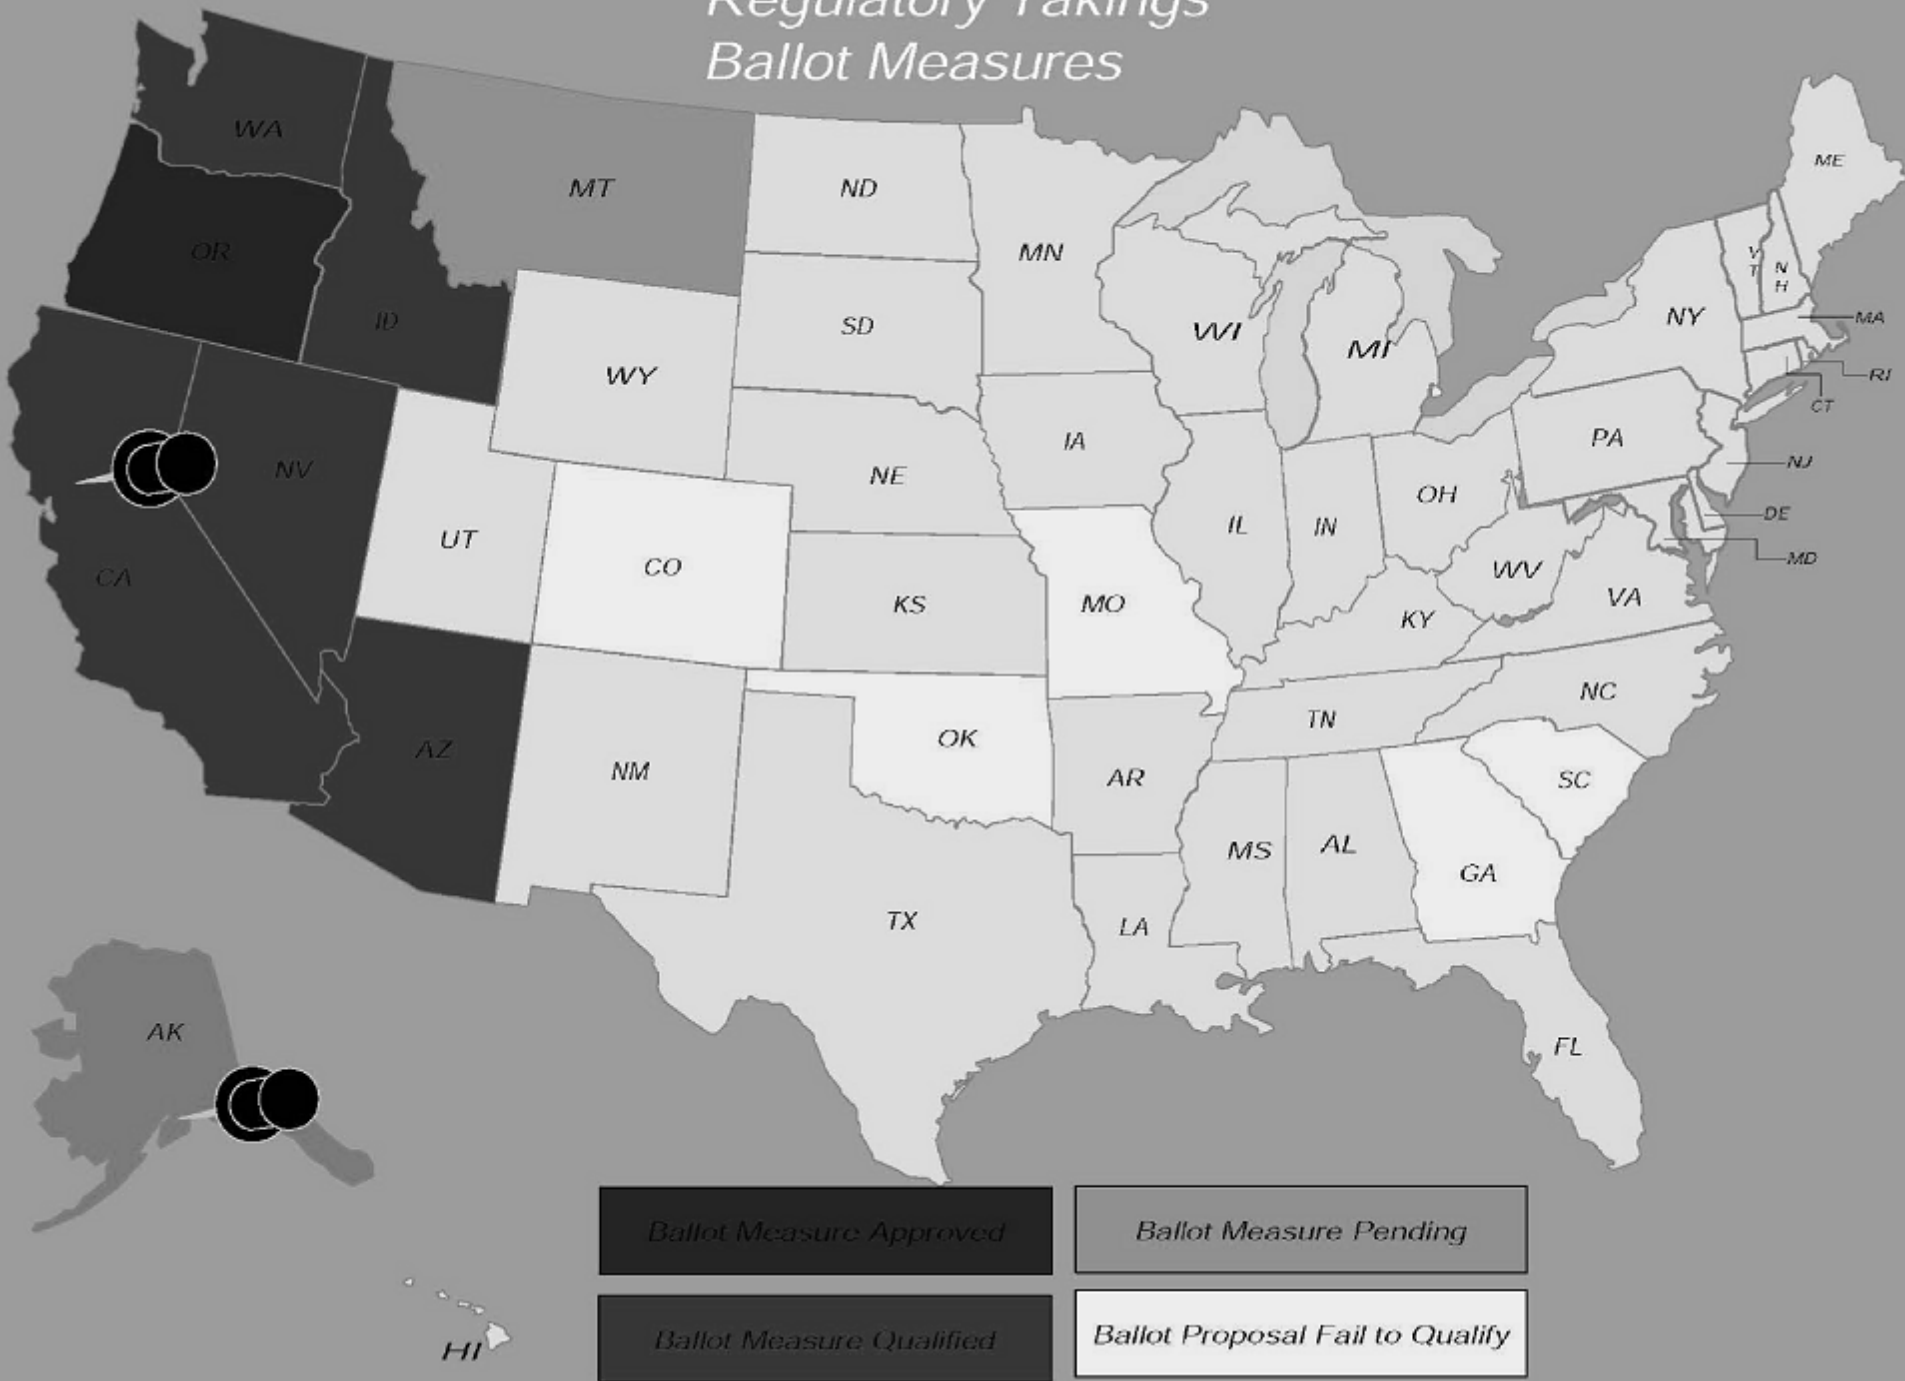 Regulatory Takings
Ballot Measures
WA
MT
ND
MN
ME
OR
ID
SD
WI
MI
NY
VT
NH
MA
RI
CT
WY
IA
PA
NJ
NV
NE
OH
DE
MD
UT
CO
KS
MO
IL
IN
WV
VA
KY
CA
AZ
NM
OK
AR
TN
NC
SC
MS
AL
GA
TX
LA
FL
AK
HI
Ballot Measure Approved
Ballot Measure Pending
Ballot Measure Qualified
Ballot Proposal Fail to Qualify